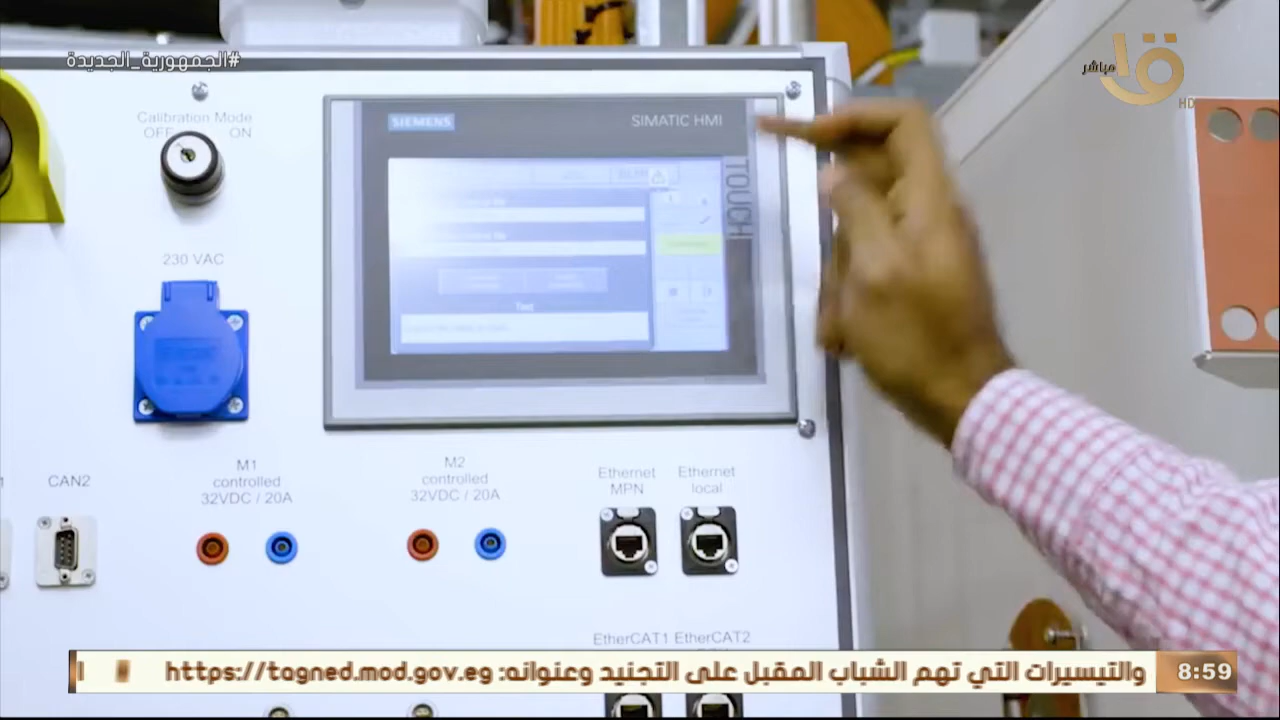 #الجمهورية_الجديدة
مباشر
HD
Calibration Mode
OFF ON
SIEMENS
SIMATIC HMI
TOUCH
230 VAC
Test
CAN2
M1
controlled
32VDC / 20A
M2
controlled
32VDC / 20A
Ethernet
MPN
Ethernet
local
EtherCAT1 EtherCAT2
والتيسيرات التي تهم الشباب المقبل على التجنيد وعنوانه: https://tagned.mod.gov.eg
8:59